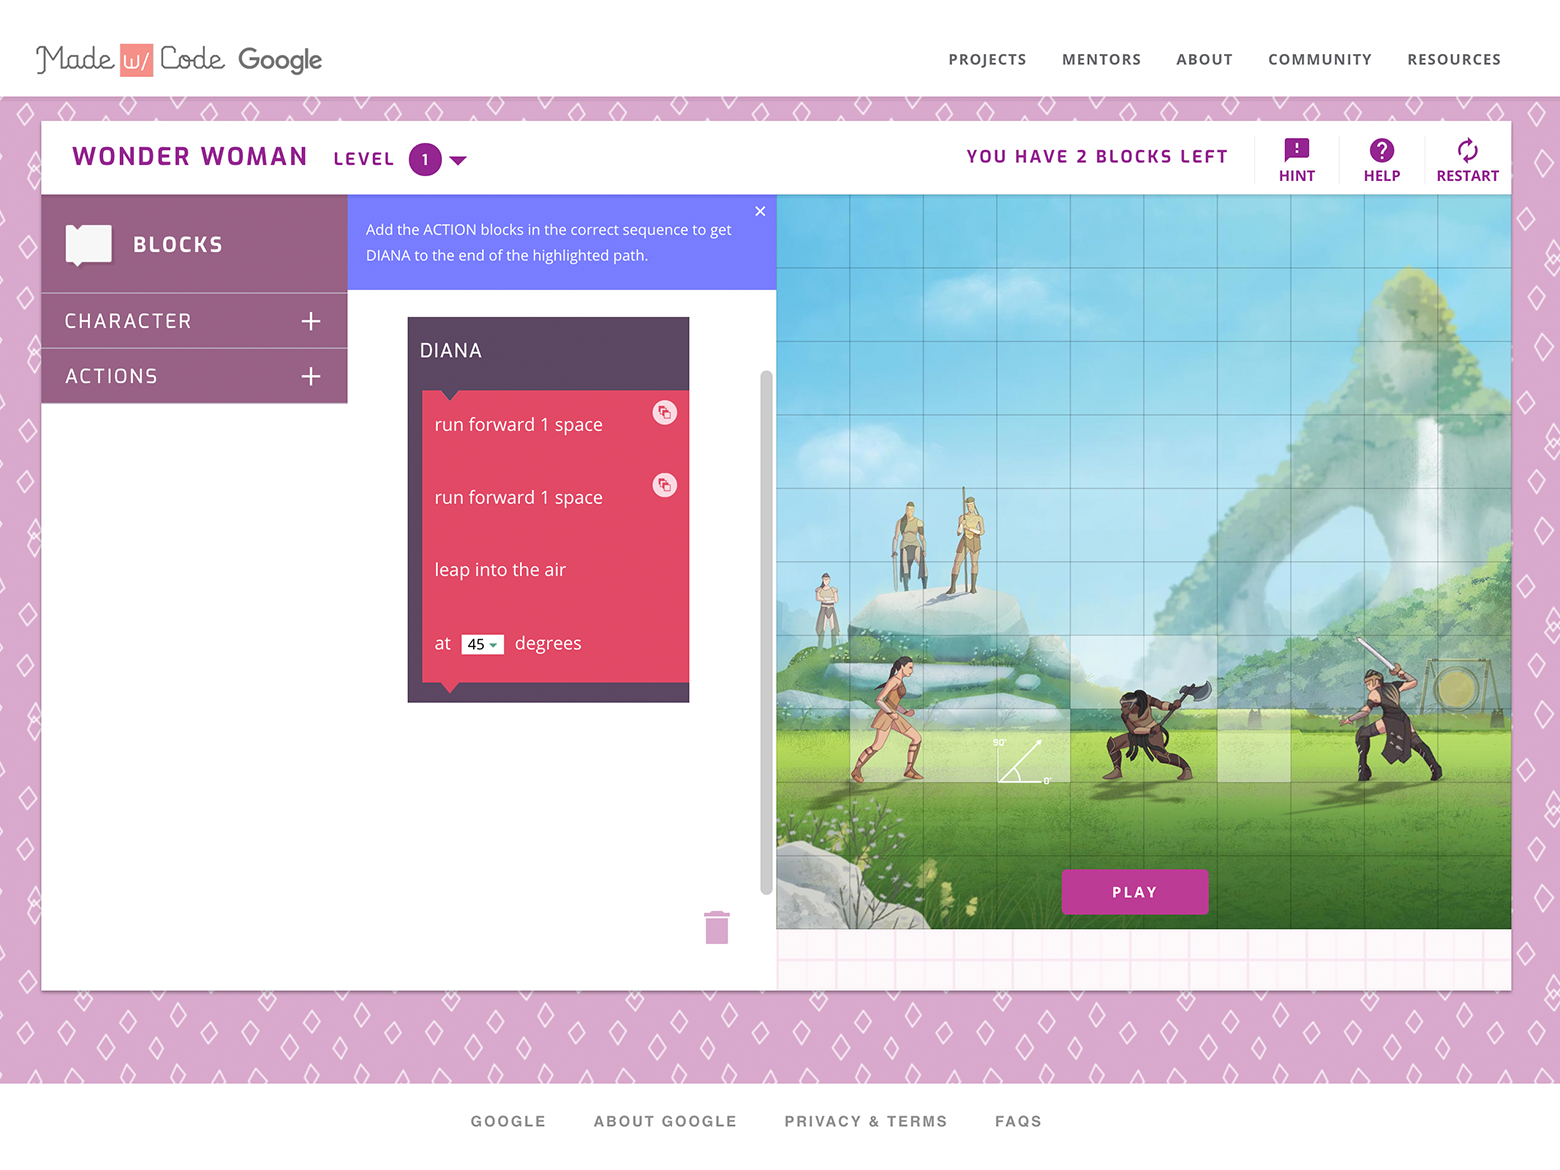 Made w/ Code Google
PROJECTS MENTORS ABOUT COMMUNITY RESOURCES
WONDER WOMAN LEVEL 1
YOU HAVE 2 BLOCKS LEFT
HINT
HELP
RESTART
BLOCKS
CHARACTER
ACTIONS
Add the ACTION blocks in the correct sequence to get
DIANA to the end of the highlighted path.
DIANA
run forward 1 space
run forward 1 space
leap into the air
at 45 degrees
90°
0°
PLAY
GOOGLE ABOUT GOOGLE PRIVACY & TERMS FAQS